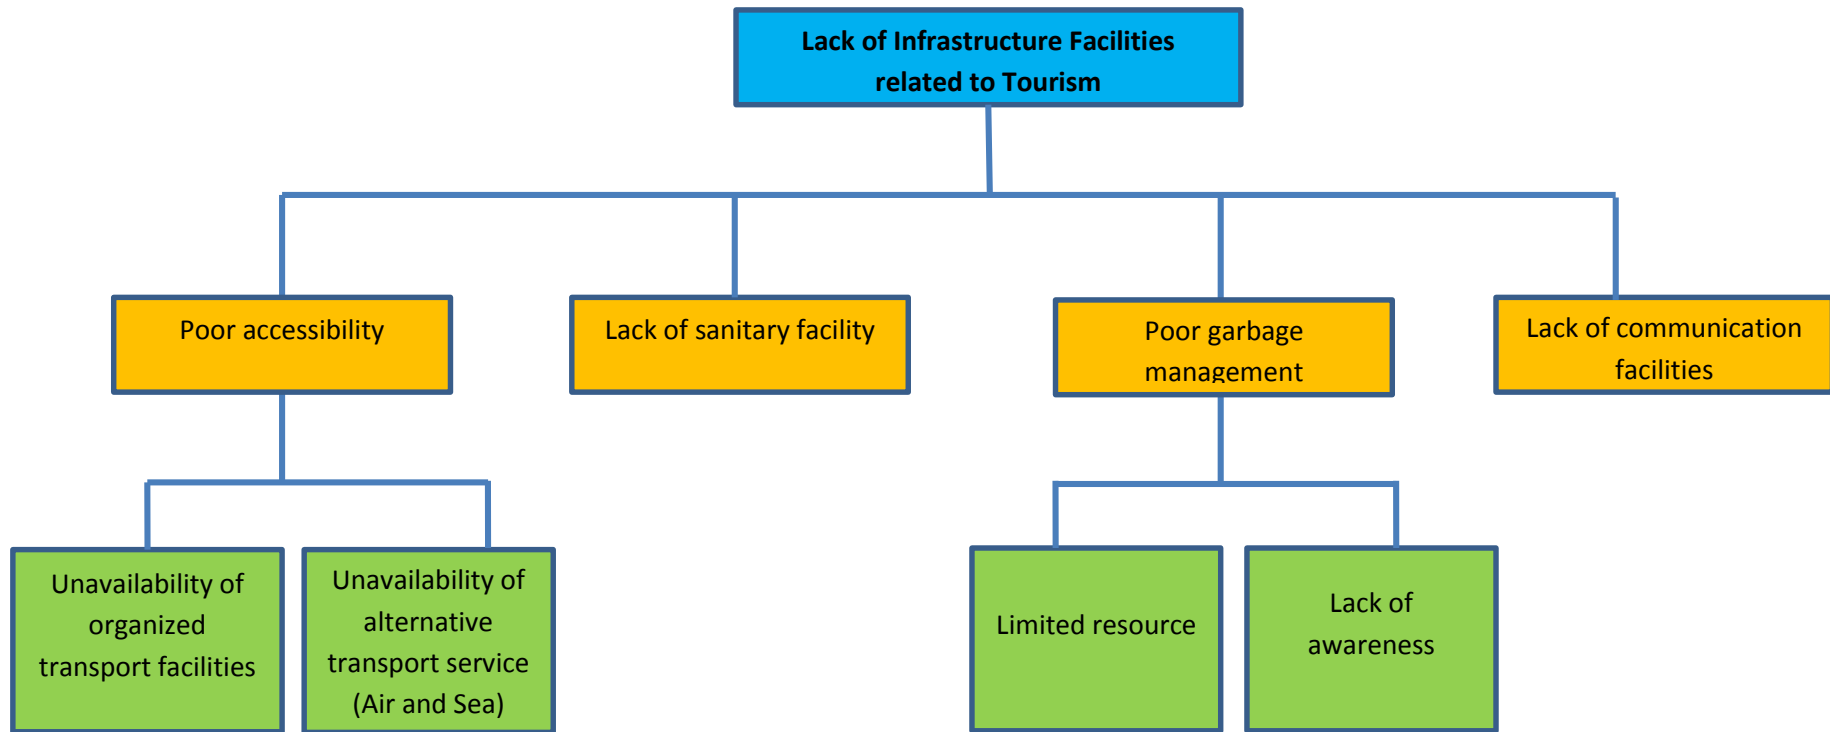 Lack of Infrastructure Facilities
related to Tourism
Poor accessibility
Lack of sanitary facility
Poor garbage
management
Lack of communication
facilities
Unavailability of
organized
transport facilities
Unavailability of
alternative
transport service
(Air and Sea)
Limited resource
Lack of
awareness